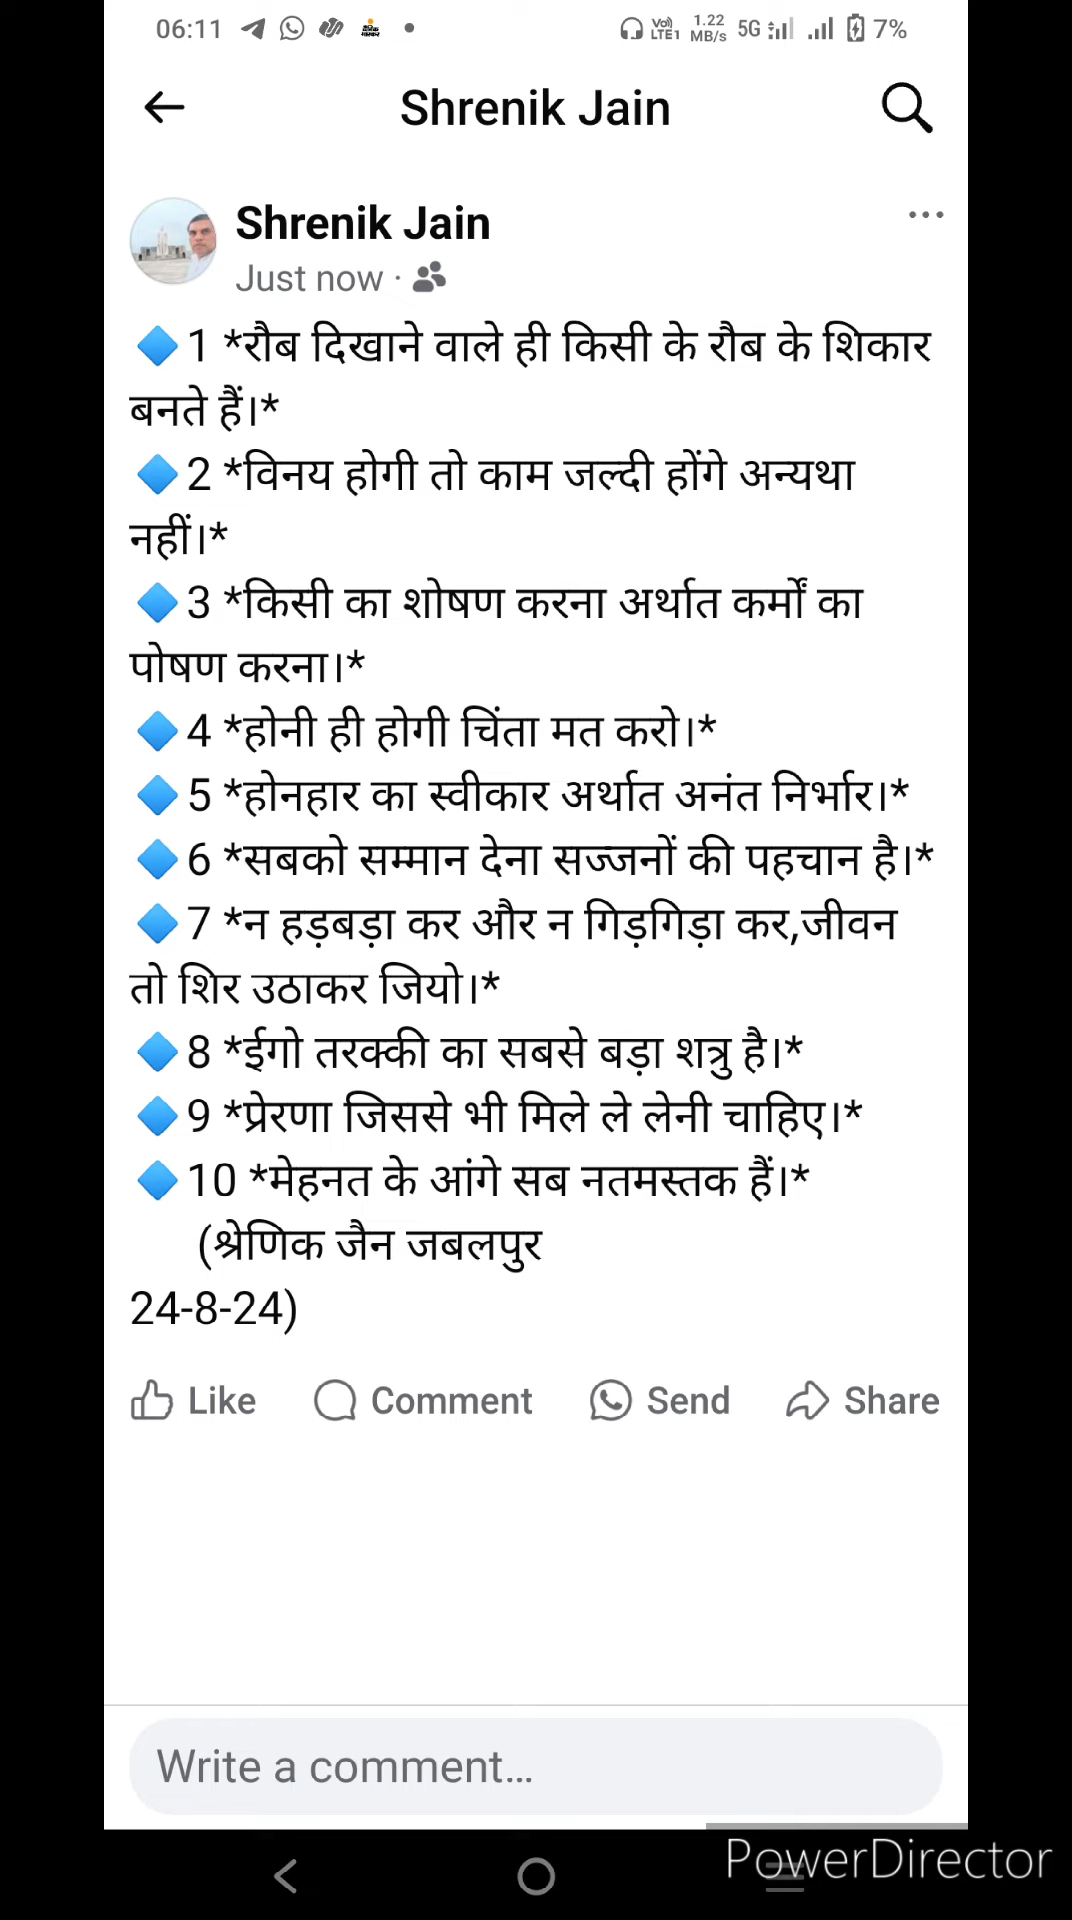 06:11
Vo) LTE1 1.22 MB/s 5G 7%
Shrenik Jain
Shrenik Jain
Just now ·
🔷1 *रौब दिखाने वाले ही किसी के रौब के शिकार
बनते हैं।*
🔷2 *विनय होगी तो काम जल्दी होंगे अन्यथा
नहीं।*
🔷3 *किसी का शोषण करना अर्थात कर्मों का
पोषण करना।*
🔷4 *होनी ही होगी चिंता मत करो।*
🔷5 *होनहार का स्वीकार अर्थात अनंत निर्भार।*
🔷6 *सबको सम्मान देना सज्जनों की पहचान है।*
🔷7 *न हड़बड़ा कर और न गिड़गिड़ा कर,जीवन
तो शिर उठाकर जियो।*
🔷8 *ईगो तरक्की का सबसे बड़ा शत्रु है।*
🔷9 *प्रेरणा जिससे भी मिले ले लेनी चाहिए।*
🔷10 *मेहनत के आंगे सब नतमस्तक हैं।*
(श्रेणिक जैन जबलपुर
24-8-24)
Like Comment Send Share
Write a comment...
PowerDirector